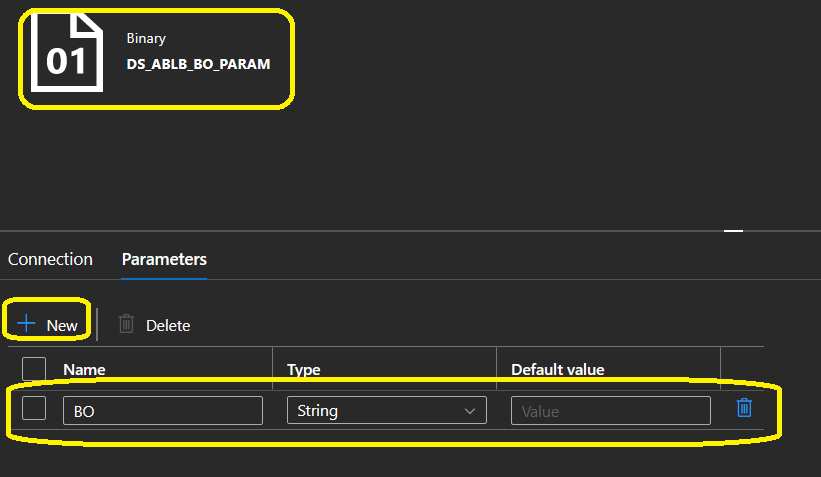 01
Binary
DS_ABLB_BO_PARAM
Connection Parameters
New Delete
Name Type Default value
BO String Value